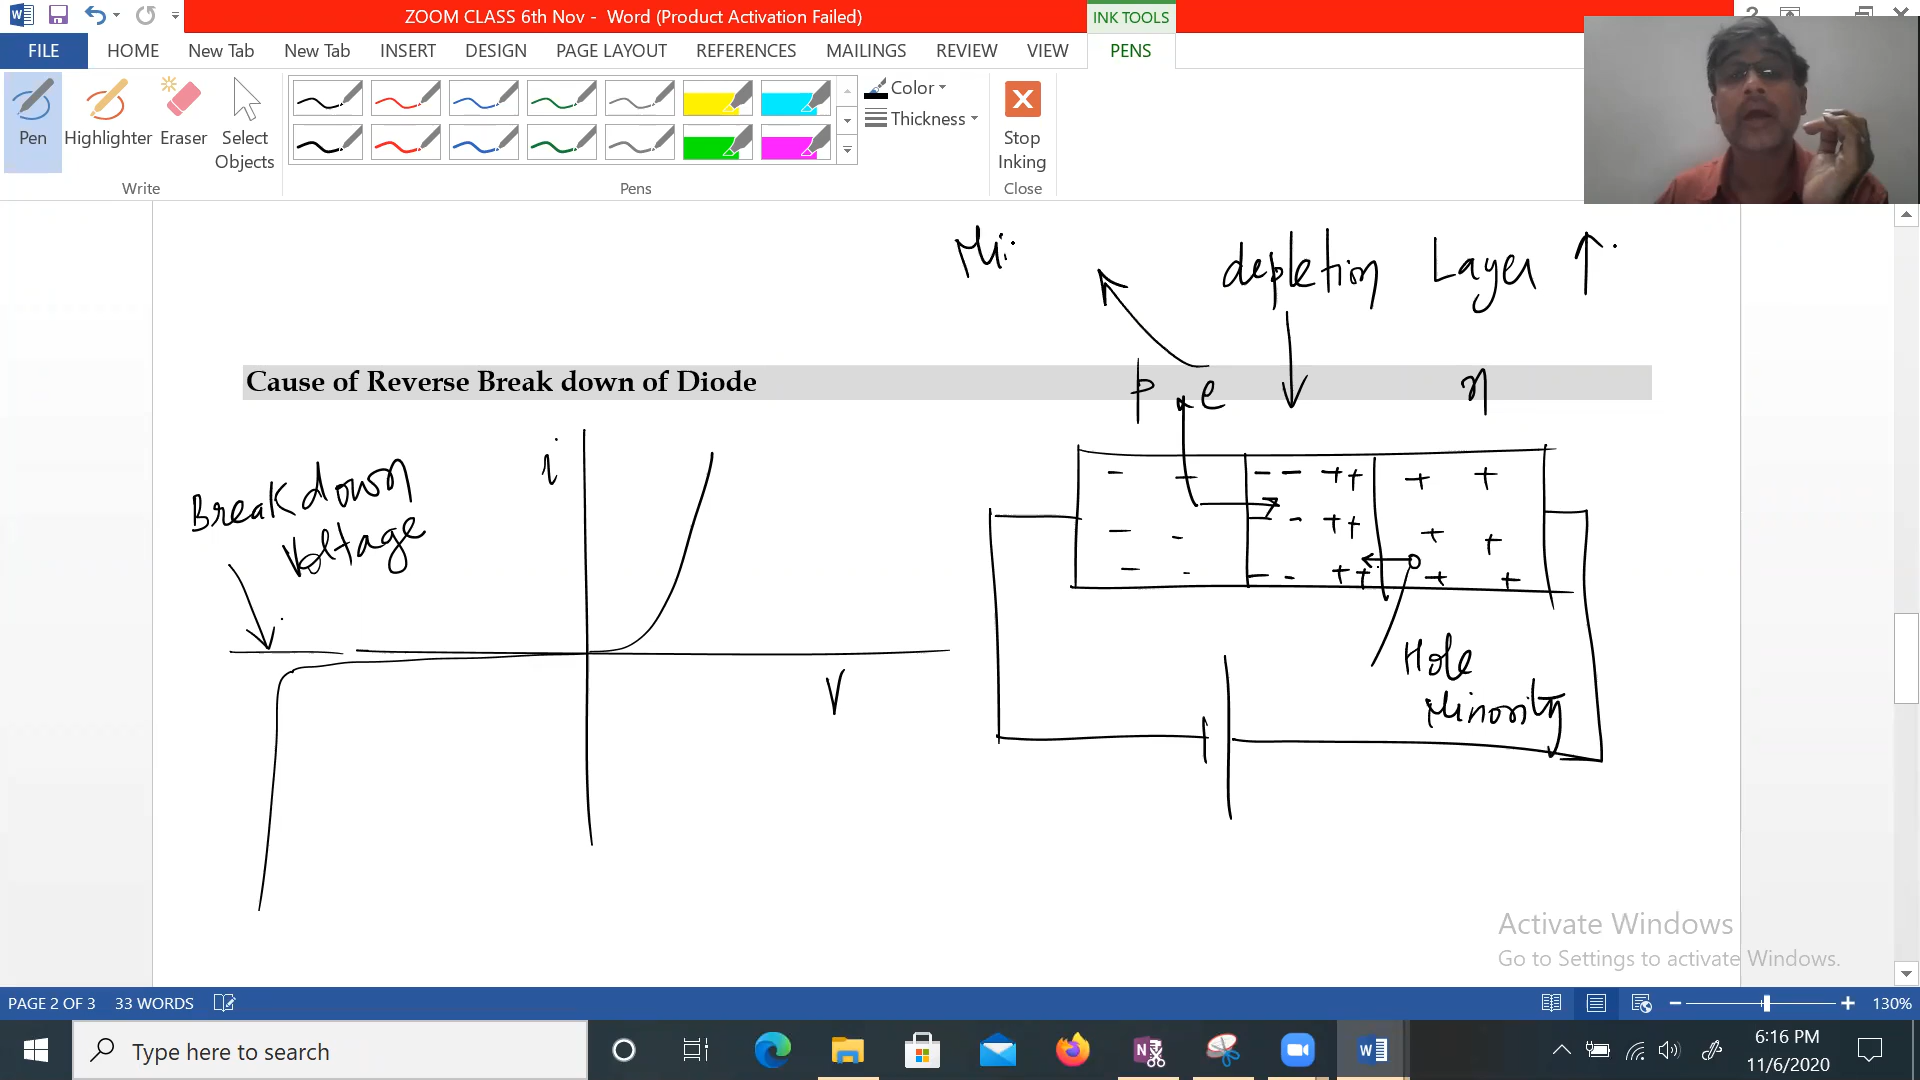 ZOOM CLASS 6th Nov - Word (Product Activation Failed)
INK TOOLS
FILE HOME New Tab New Tab INSERT DESIGN PAGE LAYOUT REFERENCES MAILINGS REVIEW VIEW PENS
Pen
Highlighter
Eraser
Select
Objects
Color
Thickness
Stop
Inking
Write
Pens
Close
Mi
depletion Layer ↑
Cause of Reverse Break down of Diode
p e n
Breakdown
Voltage
i
V
- - - - + + + +
- - + + +
- - + + +
- - - - + + + +
Hole
Minority
Activate Windows
Go to Settings to activate Windows.
PAGE 2 OF 3 33 WORDS
130%
Type here to search
6:16 PM
11/6/2020